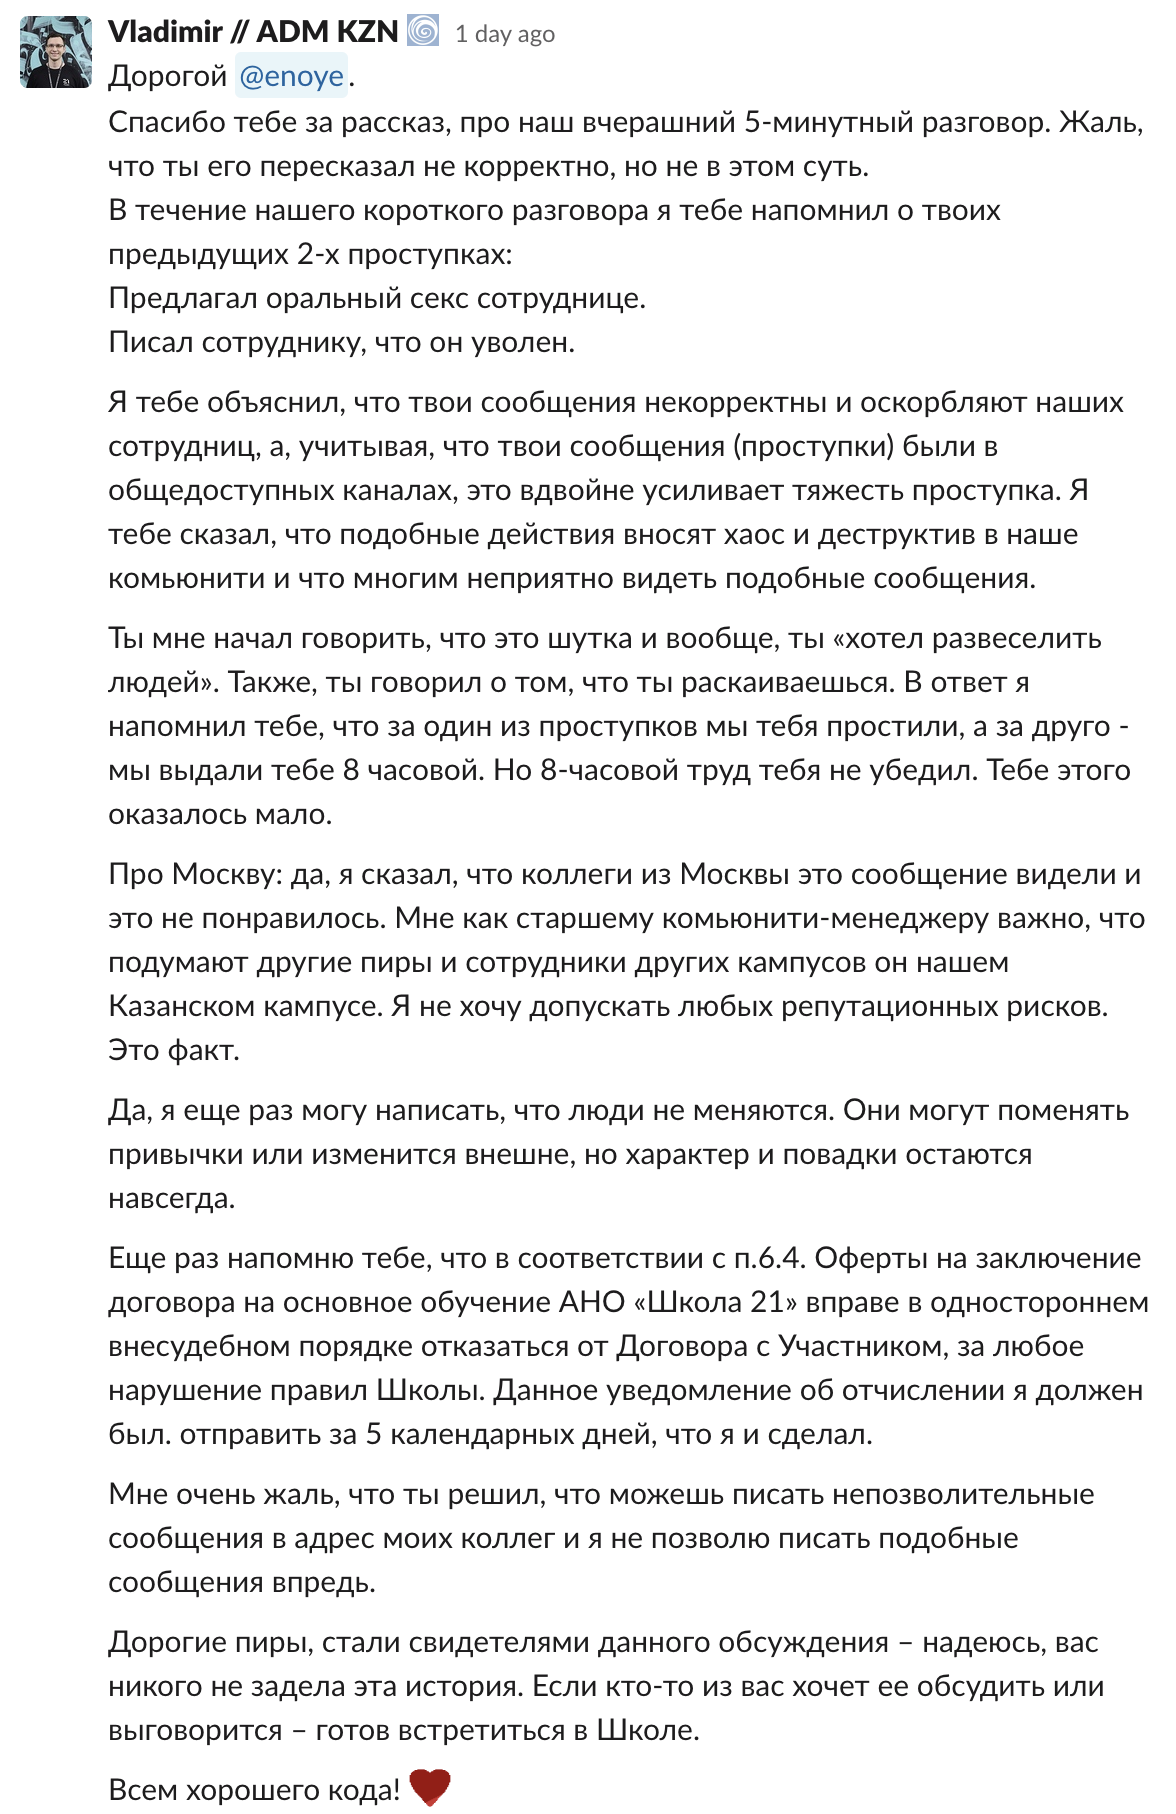 Vladimir // ADM KZN 1 day ago
Дорогой @enoye.
Спасибо тебе за рассказ, про наш вчерашний 5-минутный разговор. Жаль,
что ты его пересказал не корректно, но не в этом суть.
В течение нашего короткого разговора я тебе напомнил о твоих
предыдущих 2-х проступках:
Предлагал оральный секс сотруднице.
Писал сотруднику, что он уволен.
Я тебе объяснил, что твои сообщения некорректны и оскорбляют наших
сотрудниц, а, учитывая, что твои сообщения (проступки) были в
общедоступных каналах, это вдвойне усиливает тяжесть проступка. Я
тебе сказал, что подобные действия вносят хаос и деструктив в наше
комьюнити и что многим неприятно видеть подобные сообщения.
Ты мне начал говорить, что это шутка и вообще, ты «хотел развеселить
людей». Также, ты говорил о том, что ты раскаиваешься. В ответ я
напомнил тебе, что за один из проступков мы тебя простили, а за друго -
мы выдали тебе 8 часовой. Но 8-часовой труд тебя не убедил. Тебе этого
оказалось мало.
Про Москву: да, я сказал, что коллеги из Москвы это сообщение видели и
это не понравилось. Мне как старшему комьюнити-менеджеру важно, что
подумают другие пиры и сотрудники других кампусов он нашем
Казанском кампусе. Я не хочу допускать любых репутационных рисков.
Это факт.
Да, я еще раз могу написать, что люди не меняются. Они могут поменять
привычки или изменится внешне, но характер и повадки остаются
навсегда.
Еще раз напомню тебе, что в соответствии с п.6.4. Оферты на заключение
договора на основное обучение АНО «Школа 21» вправе в одностороннем
внесудебном порядке отказаться от Договора с Участником, за любое
нарушение правил Школы. Данное уведомление об отчислении я должен
был. отправить за 5 календарных дней, что я и сделал.
Мне очень жаль, что ты решил, что можешь писать непозволительные
сообщения в адрес моих коллег и я не позволю писать подобные
сообщения впредь.
Дорогие пиры, стали свидетелями данного обсуждения – надеюсь, вас
никого не задела эта история. Если кто-то из вас хочет ее обсудить или
выговорится – готов встретиться в Школе.
Всем хорошего кода!